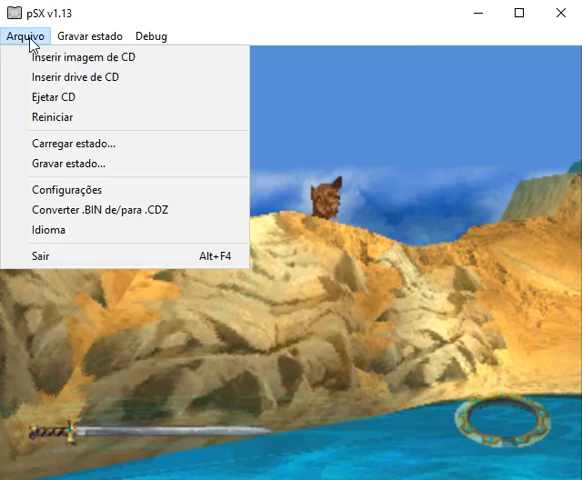 pSX v1.13
Arquivo Gravar estado Debug
Inserir imagem de CD
Inserir drive de CD
Ejetar CD
Reiniciar
Carregar estado...
Gravar estado...
Configurações
Converter .BIN de/para .CDZ
Idioma
Sair Alt+F4